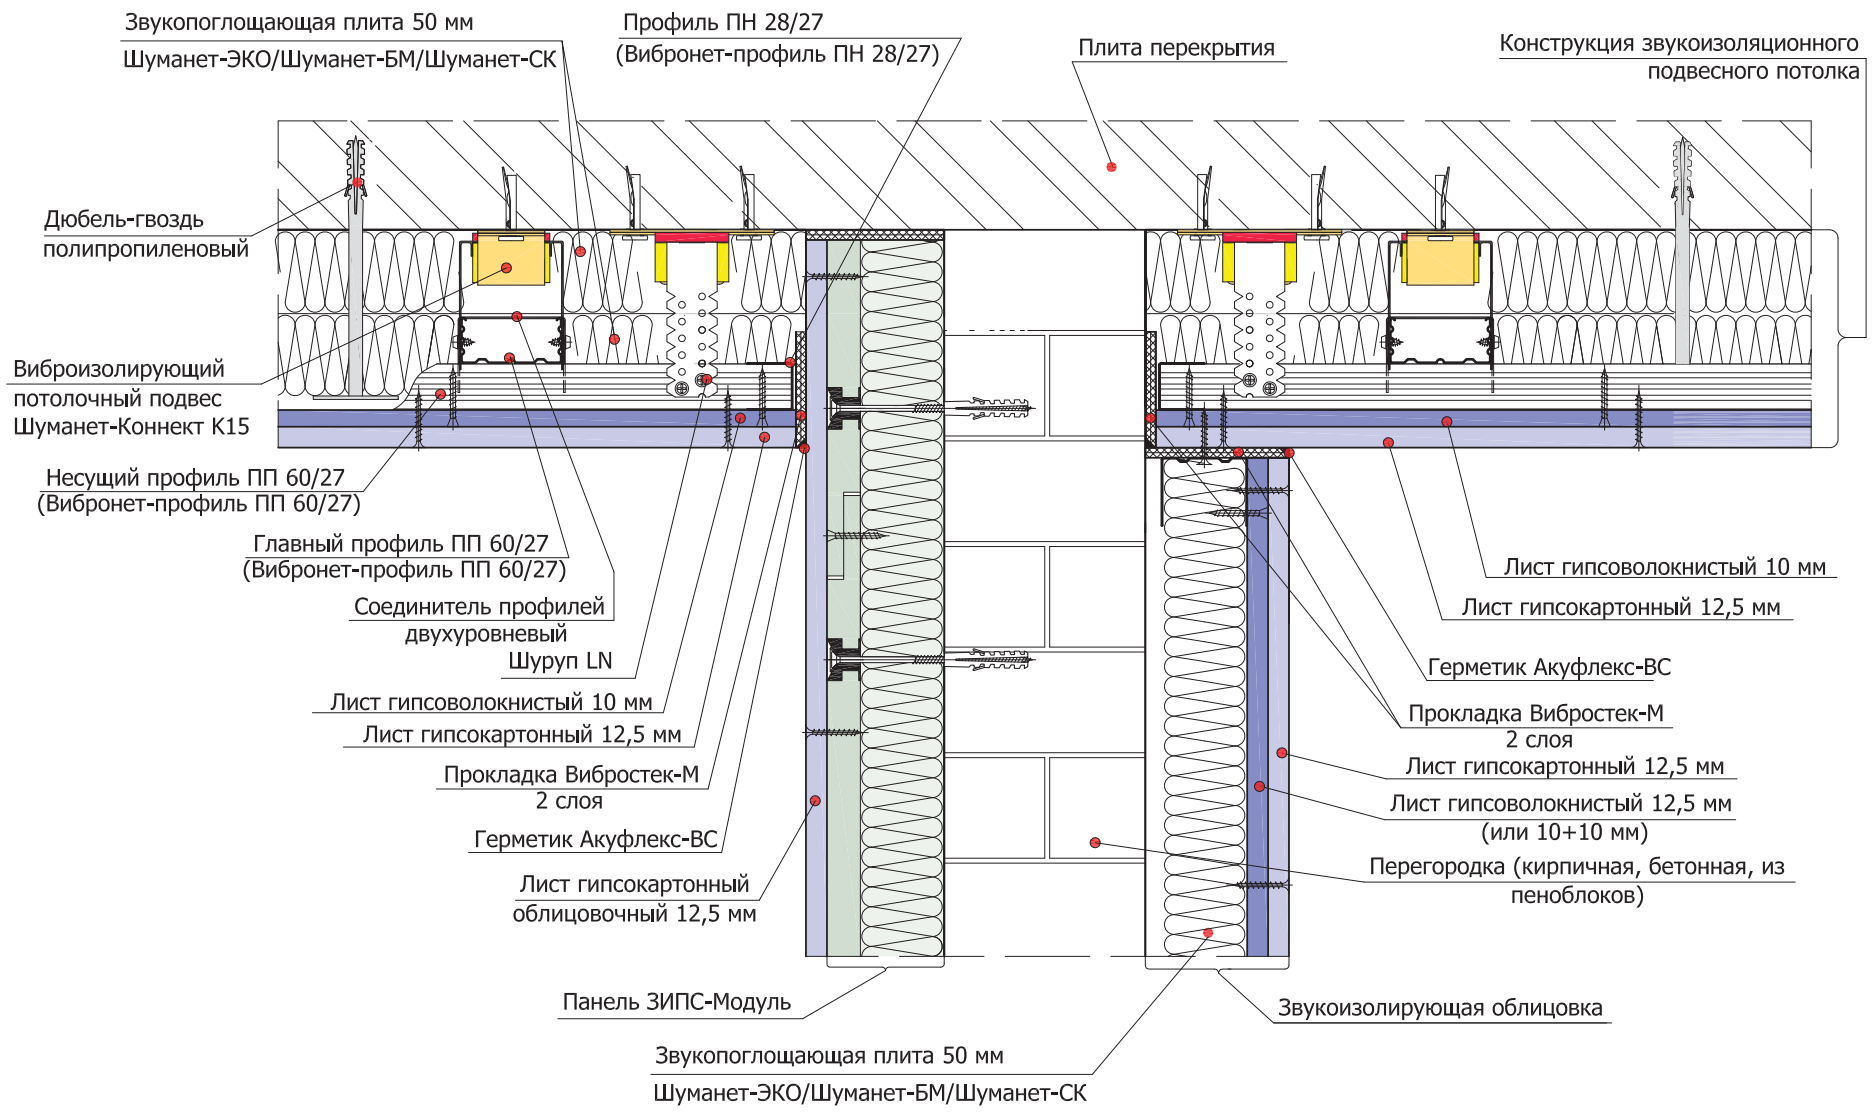 Звукопоглощающая плита 50 мм
Шуманет-ЭКО/Шуманет-БМ/Шуманет-СК
Профиль ПН 28/27
(Вибронет-профиль ПН 28/27)
Плита перекрытия
Конструкция звукоизоляционного
подвесного потолка
Дюбель-гвоздь
полипропиленовый
Виброизолирующий
потолочный подвес
Шуманет-Коннект К15
Несущий профиль ПП 60/27
(Вибронет-профиль ПП 60/27)
Главный профиль ПП 60/27
(Вибронет-профиль ПП 60/27)
Соединитель профилей
двухуровневый
Шуруп LN
Лист гипсоволокнистый 10 мм
Лист гипсокартонный 12,5 мм
Прокладка Вибростек-М
2 слоя
Герметик Акуфлекс-ВС
Лист гипсокартонный
облицовочный 12,5 мм
Панель ЗИПС-Модуль
Звукопоглощающая плита 50 мм
Шуманет-ЭКО/Шуманет-БМ/Шуманет-СК
Лист гипсоволокнистый 10 мм
Лист гипсокартонный 12,5 мм
Герметик Акуфлекс-ВС
Прокладка Вибростек-М
2 слоя
Лист гипсокартонный 12,5 мм
Лист гипсоволокнистый 12,5 мм
(или 10+10 мм)
Перегородка (кирпичная, бетонная, из
пеноблоков)
Звукоизолирующая облицовка